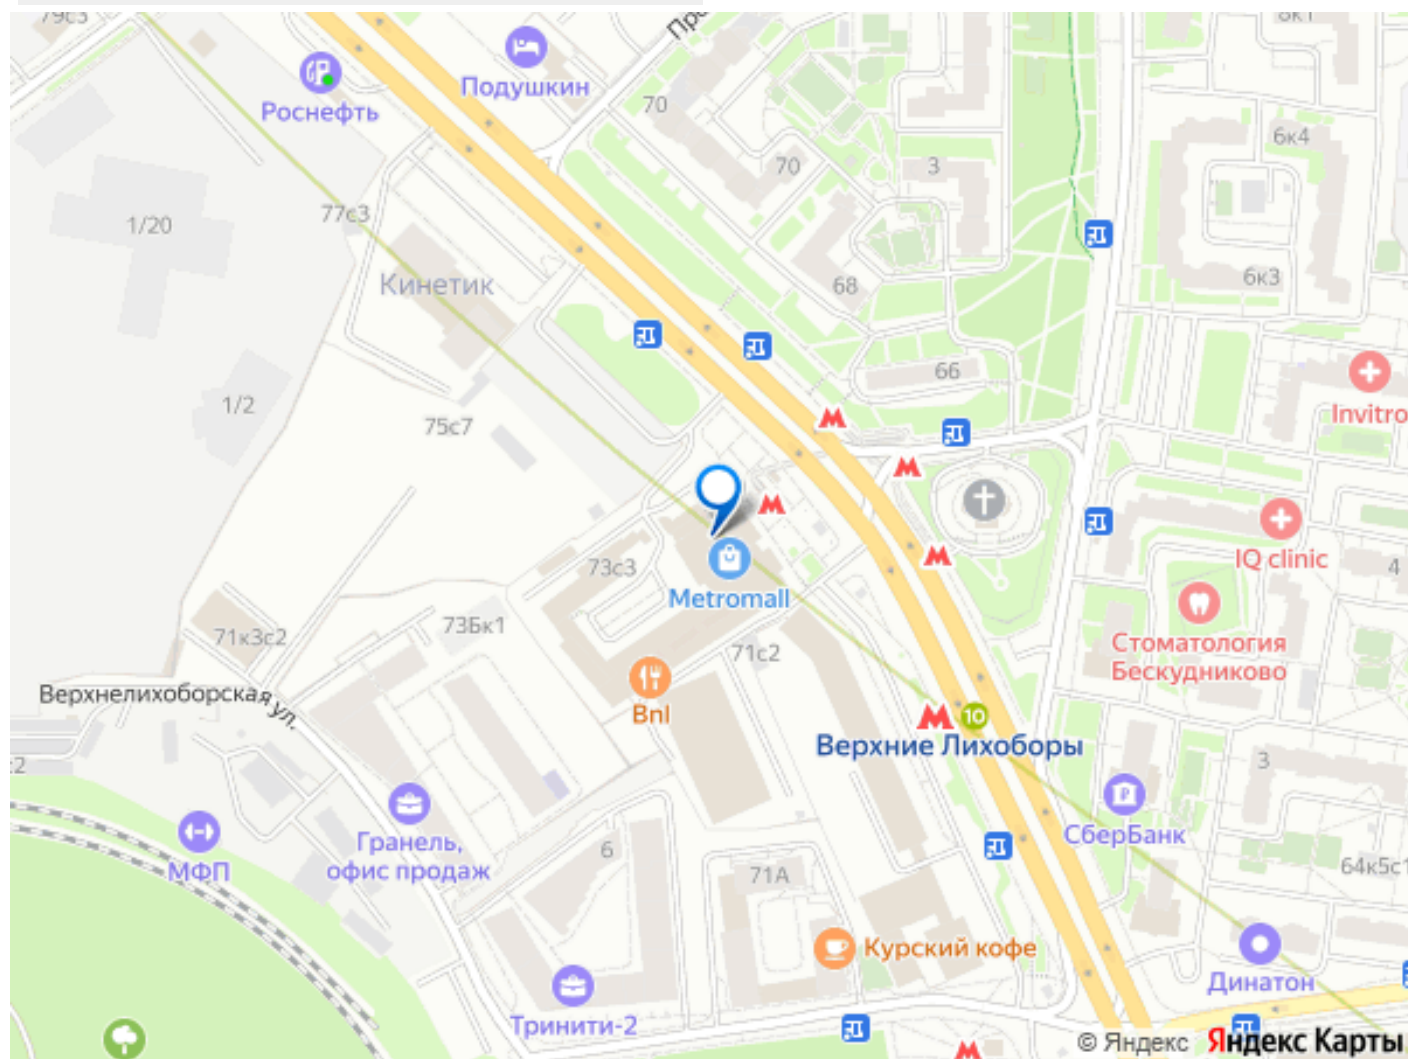 79с3
6к1
Подушкин
Роснефть
70
6к4
70
3
1/20
77с3
6к3
Кинетик
68
66
1/2
Invitro
75с7
IQ clinic
73с3
4
Metromall
73Бк1
71к3с2
71с2
Стоматология
Бескудниково
Верхнелихоборская ул.
Bnl
10
Верхние Лихоборы
3
СберБанк
Гранель,
офис продаж
МФП
6
71А
64к5с1
Курский кофе
Динатон
Тринити-2
© Яндекс Яндекс Карты